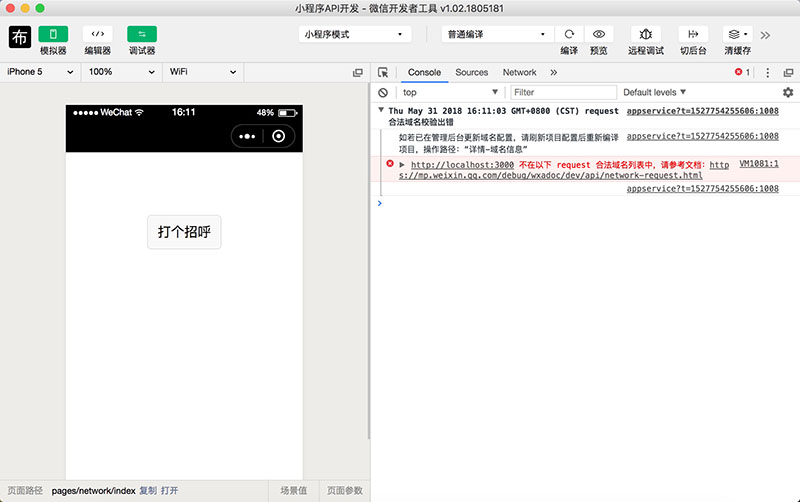 小程序API开发 - 微信开发者工具 v1.02.1805181
布
模拟器 编辑器 调试器
小程序模式
普通编译
编译 预览 远程调试 切后台 清缓存
iPhone 5 100% WiFi
Console Sources Network 1
top Filter Default levels
WeChat 16:11 48%
打个招呼
Thu May 31 2018 16:11:03 GMT+0800 (CST) request appservice?t=1527754255606:1008
合法域名校验出错
如若已在管理后台更新域名配置，请刷新项目配置后重新编译 appservice?t=1527754255606:1008
项目，操作路径：“详情-域名信息”
http://localhost:3000 不在以下 request 合法域名列表中，请参考文档：http VM1081:1
s://mp.weixin.qq.com/debug/wxadoc/dev/api/network-request.html
appservice?t=1527754255606:1008
页面路径 pages/network/index 复制 打开 场景值 页面参数